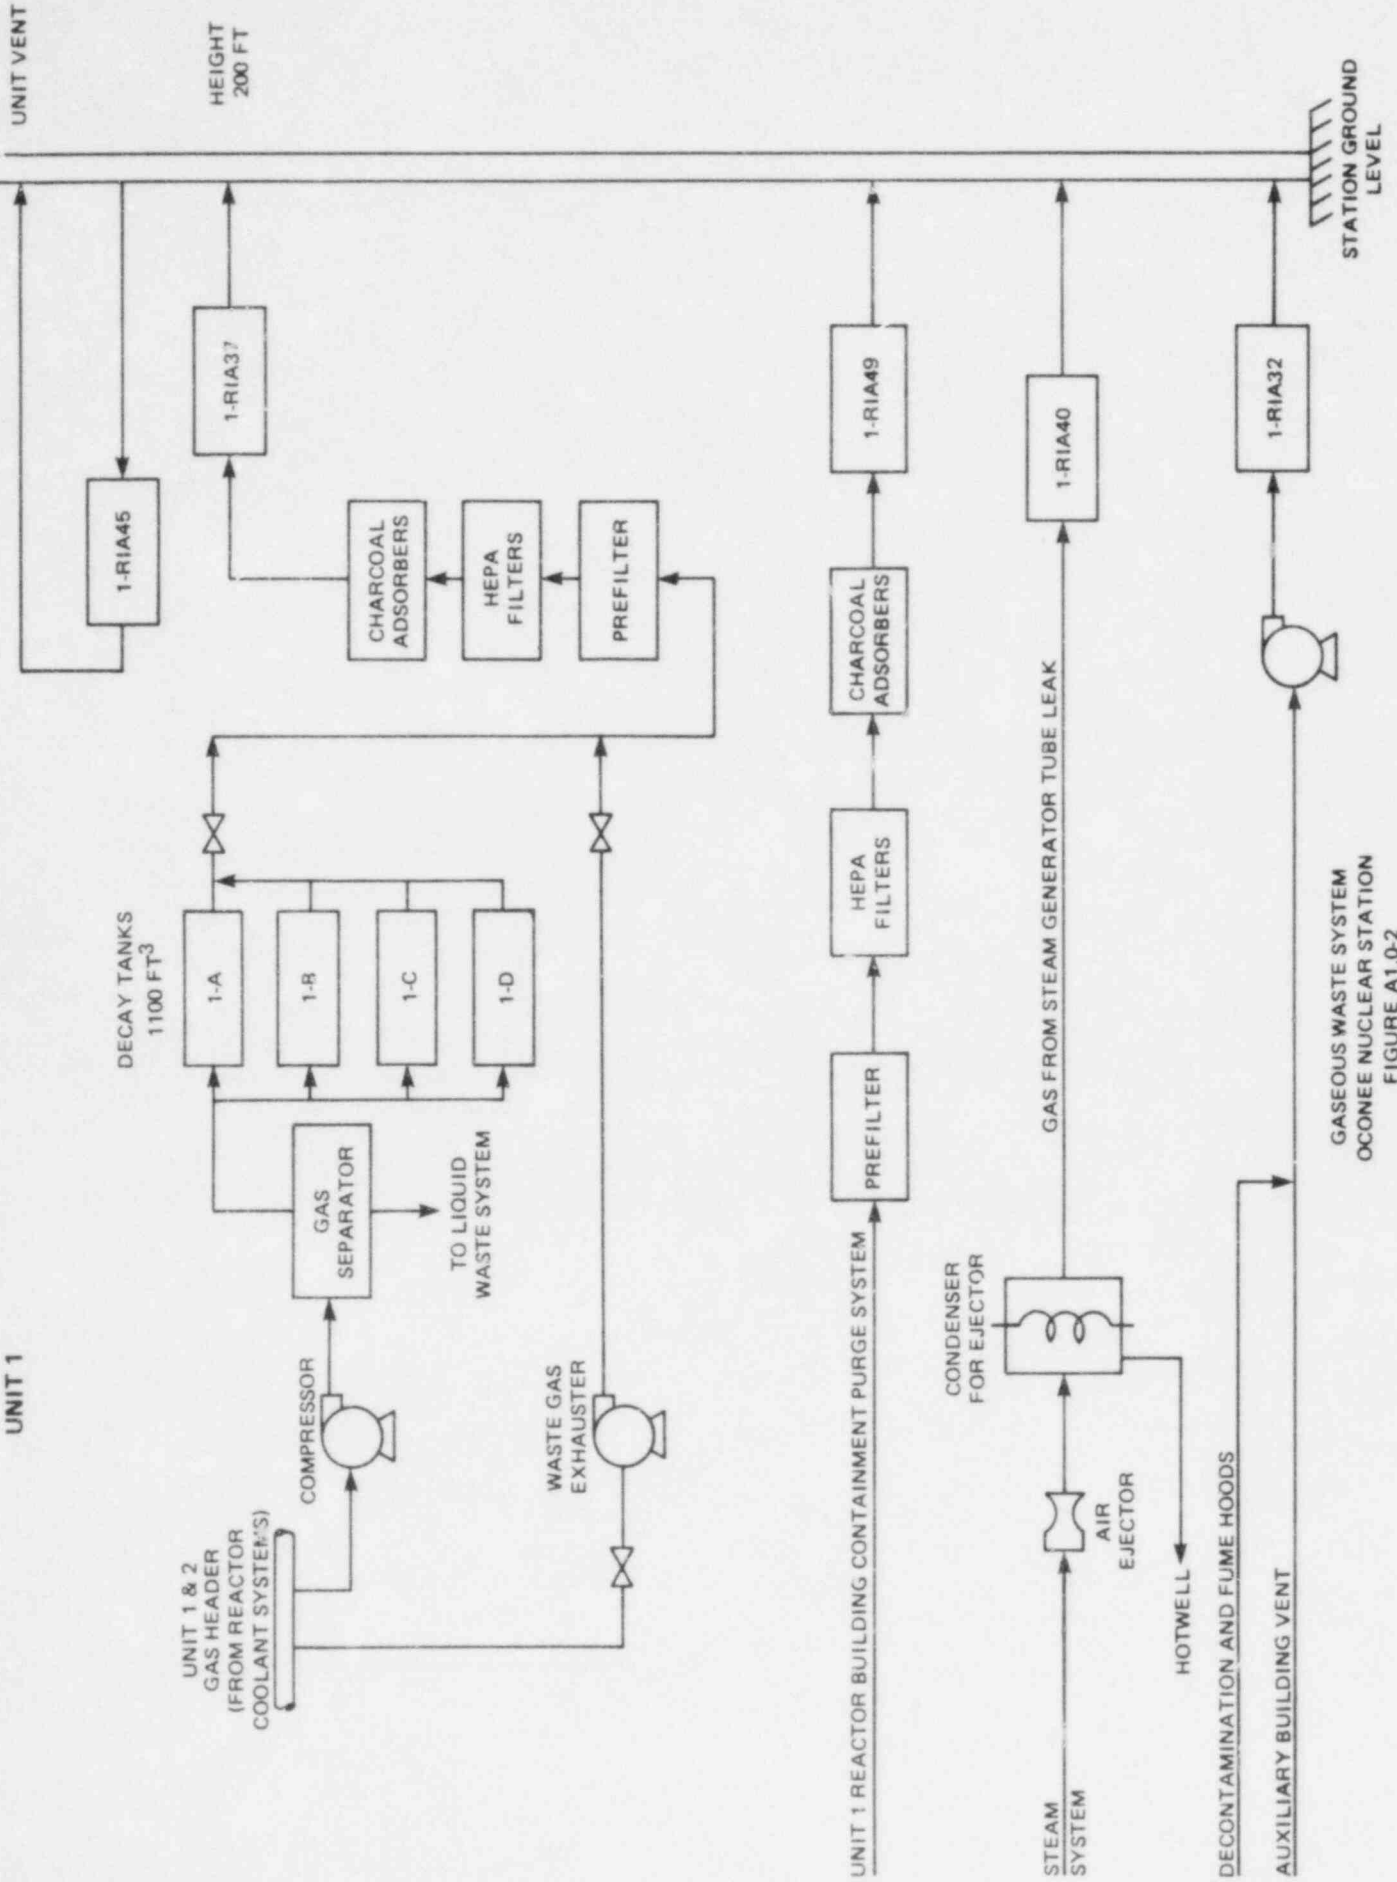 UNIT 1
UNIT VENT
HEIGHT
200 FT
1-RIA45
1-RIA37
DECAY TANKS
1100 FT3
1-A
1-B
1-C
1-D
CHARCOAL
ADSORBERS
HEPA
FILTERS
PREFILTER
UNIT 1 & 2
GAS HEADER
(FROM REACTOR
COOLANT SYSTEMS)
COMPRESSOR
GAS
SEPARATOR
TO LIQUID
WASTE SYSTEM
WASTE GAS
EXHAUSTER
UNIT 1 REACTOR BUILDING CONTAINMENT PURGE SYSTEM
PREFILTER
HEPA
FILTERS
CHARCOAL
ADSORBERS
1-RIA49
STEAM
SYSTEM
AIR
EJECTOR
CONDENSER
FOR EJECTOR
HOTWELL
GAS FROM STEAM GENERATOR TUBE LEAK
1-RIA40
DECONTAMINATION AND FUME HOODS
AUXILIARY BUILDING VENT
1-RIA32
STATION GROUND
LEVEL
GASEOUS WASTE SYSTEM
OCONEE NUCLEAR STATION
FIGURE A1.0-2